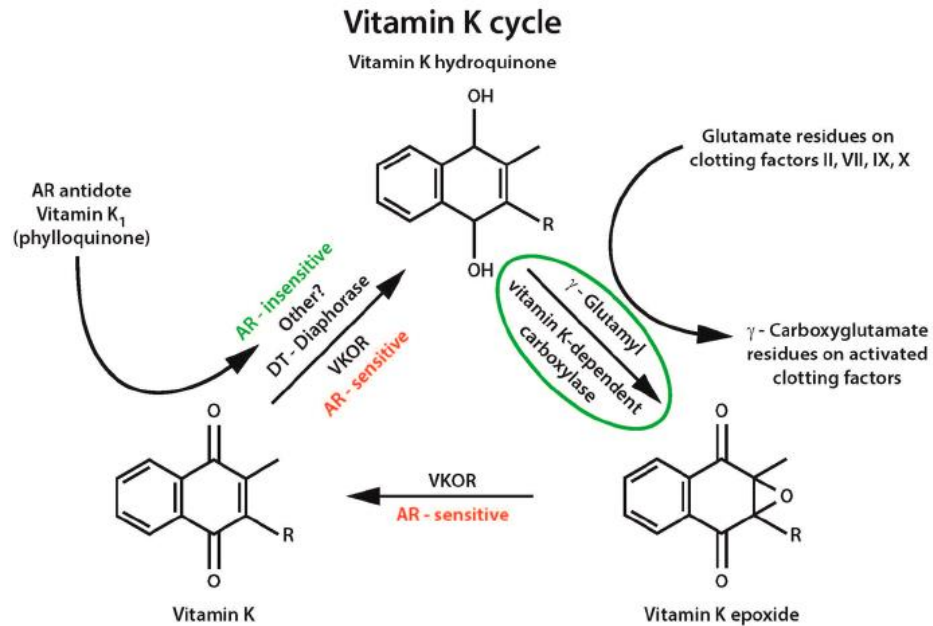 Vitamin K cycle
Vitamin K hydroquinone
OH
Glutamate residues on
clotting factors II, VII, IX, X
AR antidote
Vitamin K₁
(phylloquinone)
R
OH
AR - insensitive
Other?
DT - Diaphorase
VKOR
AR - sensitive
γ - Glutamyl
vitamin K-dependent
carboxylase
γ - Carboxyglutamate
residues on activated
clotting factors
O
R
O
Vitamin K
VKOR
AR - sensitive
O
O
R
O
Vitamin K epoxide